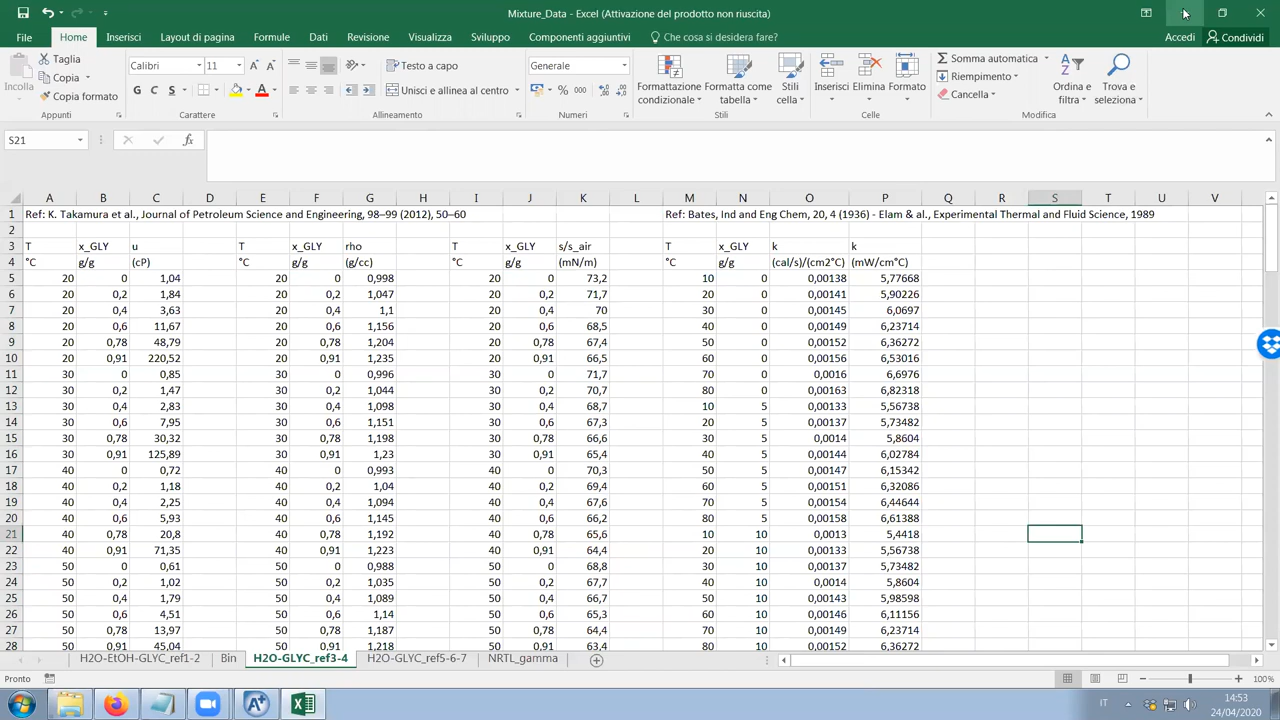 Mixture_Data - Excel (Attivazione del prodotto non riuscita)
File Home Inserisci Layout di pagina Formule Dati Revisione Visualizza Sviluppo Componenti aggiuntivi Che cosa si desidera fare? Accedi Condividi
Incolla Taglia Copia Copia formato Appunti
Calibri 11 G C S A A A Carattere
Testo a capo Unisci e allinea al centro Allineamento
Generale % 000 Numeri
Formattazione condizionale Formatta come tabella Stili cella Stili
Inserisci Elimina Formato Celle
Somma automatica Riempimento Cancella Ordina e filtra Trova e seleziona Modifica
S21 fx
A B C D E F G H I J K L M N O P Q R S T U V
1 Ref: K. Takamura et al., Journal of Petroleum Science and Engineering, 98–99 (2012), 50–60 Ref: Bates, Ind and Eng Chem, 20, 4 (1936) - Elam & al., Experimental Thermal and Fluid Science, 1989
2
3 T x_GLY u T x_GLY rho T x_GLY s/s_air T x_GLY k k
4 °C g/g (cP) °C g/g (g/cc) °C g/g (mN/m) °C g/g (cal/s)/(cm2°C) (mW/cm°C)
5 20 0 1,04 20 0 0,998 20 0 73,2 10 0 0,00138 5,77668
6 20 0,2 1,84 20 0,2 1,047 20 0,2 71,7 20 0 0,00141 5,90226
7 20 0,4 3,63 20 0,4 1,1 20 0,4 70 30 0 0,00145 6,0697
8 20 0,6 11,67 20 0,6 1,156 20 0,6 68,5 40 0 0,00149 6,23714
9 20 0,78 48,79 20 0,78 1,204 20 0,78 67,4 50 0 0,00152 6,36272
10 20 0,91 220,52 20 0,91 1,235 20 0,91 66,5 60 0 0,00156 6,53016
11 30 0 0,85 30 0 0,996 30 0 71,7 70 0 0,0016 6,6976
12 30 0,2 1,47 30 0,2 1,044 30 0,2 70,7 80 0 0,00163 6,82318
13 30 0,4 2,83 30 0,4 1,098 30 0,4 68,7 10 5 0,00133 5,56738
14 30 0,6 7,95 30 0,6 1,151 30 0,6 67,3 20 5 0,00137 5,73482
15 30 0,78 30,32 30 0,78 1,198 30 0,78 66,6 30 5 0,0014 5,8604
16 30 0,91 125,89 30 0,91 1,23 30 0,91 65,4 40 5 0,00144 6,02784
17 40 0 0,72 40 0 0,993 40 0 70,3 50 5 0,00147 6,15342
18 40 0,2 1,18 40 0,2 1,04 40 0,2 69,4 60 5 0,00151 6,32086
19 40 0,4 2,25 40 0,4 1,094 40 0,4 67,6 70 5 0,00154 6,44644
20 40 0,6 5,93 40 0,6 1,145 40 0,6 66,2 80 5 0,00158 6,61388
21 40 0,78 20,8 40 0,78 1,192 40 0,78 65,6 10 10 0,0013 5,4418
22 40 0,91 71,35 40 0,91 1,223 40 0,91 64,4 20 10 0,00133 5,56738
23 50 0 0,61 50 0 0,988 50 0 68,8 30 10 0,00137 5,73482
24 50 0,2 1,02 50 0,2 1,035 50 0,2 67,7 40 10 0,0014 5,8604
25 50 0,4 1,79 50 0,4 1,089 50 0,4 66,7 50 10 0,00143 5,98598
26 50 0,6 4,51 50 0,6 1,14 50 0,6 65,3 60 10 0,00146 6,11156
27 50 0,78 13,97 50 0,78 1,187 50 0,78 64,4 70 10 0,00149 6,23714
28 50 0,91 45,04 50 0,91 1,218 50 0,91 63,4 80 10 0,00152 6,36272
H2O-EtOH-GLYC_ref1-2 Bin H2O-GLYC_ref3-4 H2O-GLYC_ref5-6-7 NRTL_gamma
Pronto 100%
IT 14:53
24/04/2020